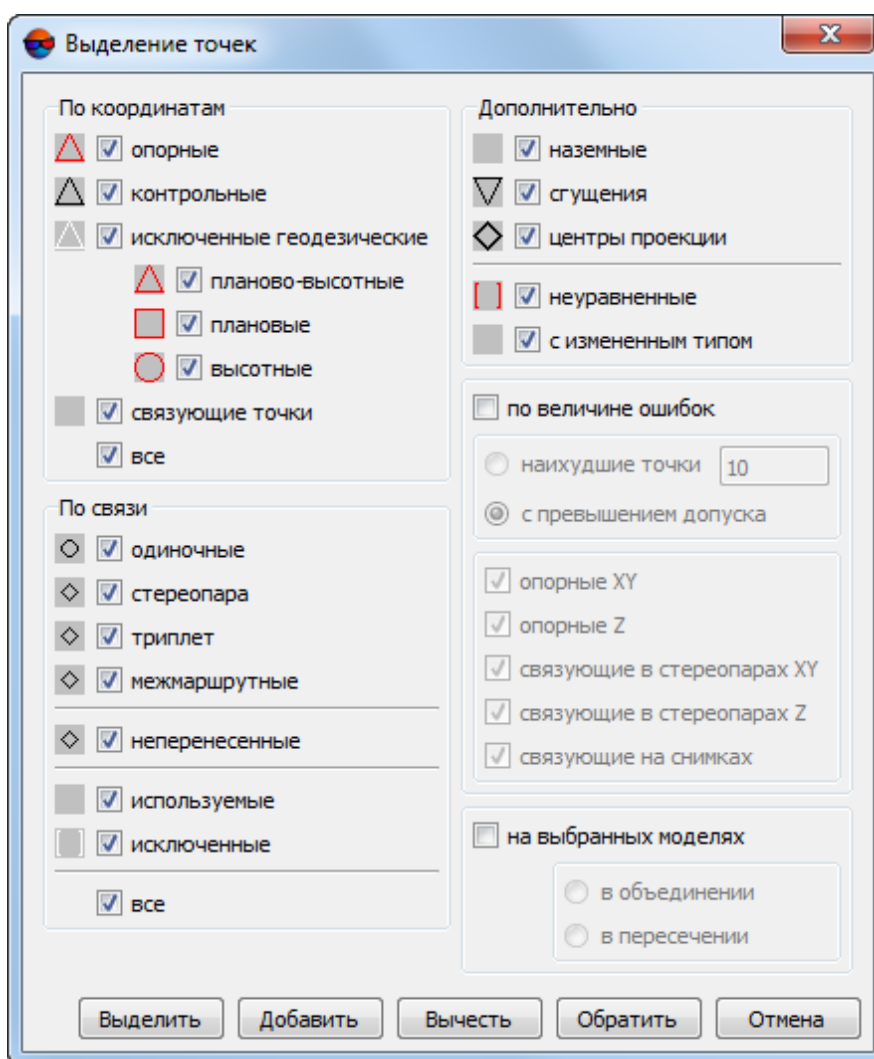 Выделение точек
По координатам
опорные
контрольные
исключенные геодезические
планово-высотные
плановые
высотные
связующие точки
все
По связи
одиночные
стереопара
триплет
межмаршрутные
неперенесенные
используемые
исключенные
все
Дополнительно
наземные
сгущения
центры проекции
неуравненные
с измененным типом
по величине ошибок
наихудшие точки 10
с превышением допуска
опорные XY
опорные Z
связующие в стереопарах XY
связующие в стереопарах Z
связующие на снимках
на выбранных моделях
в объединении
в пересечении
Выделить Добавить Вычесть Обратить Отмена